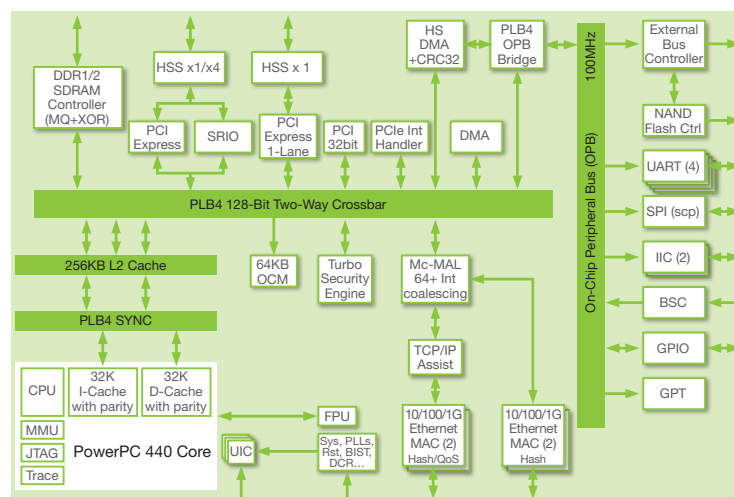 DDR1/2
SDRAM
Controller
(MQ+XOR)
HSS x1/x4
HSS x 1
HS
DMA
+CRC32
PLB4
OPB
Bridge
PCI
Express
SRIO
PCI
Express
1-Lane
PCI
32bit
PCIe Int
Handler
DMA
PLB4 128-Bit Two-Way Crossbar
256KB L2 Cache
PLB4 SYNC
64KB
OCM
Turbo
Security
Engine
Mc-MAL
64+ Int
coalescing
TCP/IP
Assist
CPU
32K
I-Cache
with parity
32K
D-Cache
with parity
MMU
JTAG
Trace
PowerPC 440 Core
FPU
UIC
Sys, PLLs,
Rst, BIST,
DCR...
10/100/1G
Ethernet
MAC (2)
Hash/QoS
10/100/1G
Ethernet
MAC (2)
Hash
100MHz
On-Chip Peripheral Bus (OPB)
External
Bus
Controller
NAND
Flash Ctrl
UART (4)
SPI (scp)
IIC (2)
BSC
GPIO
GPT